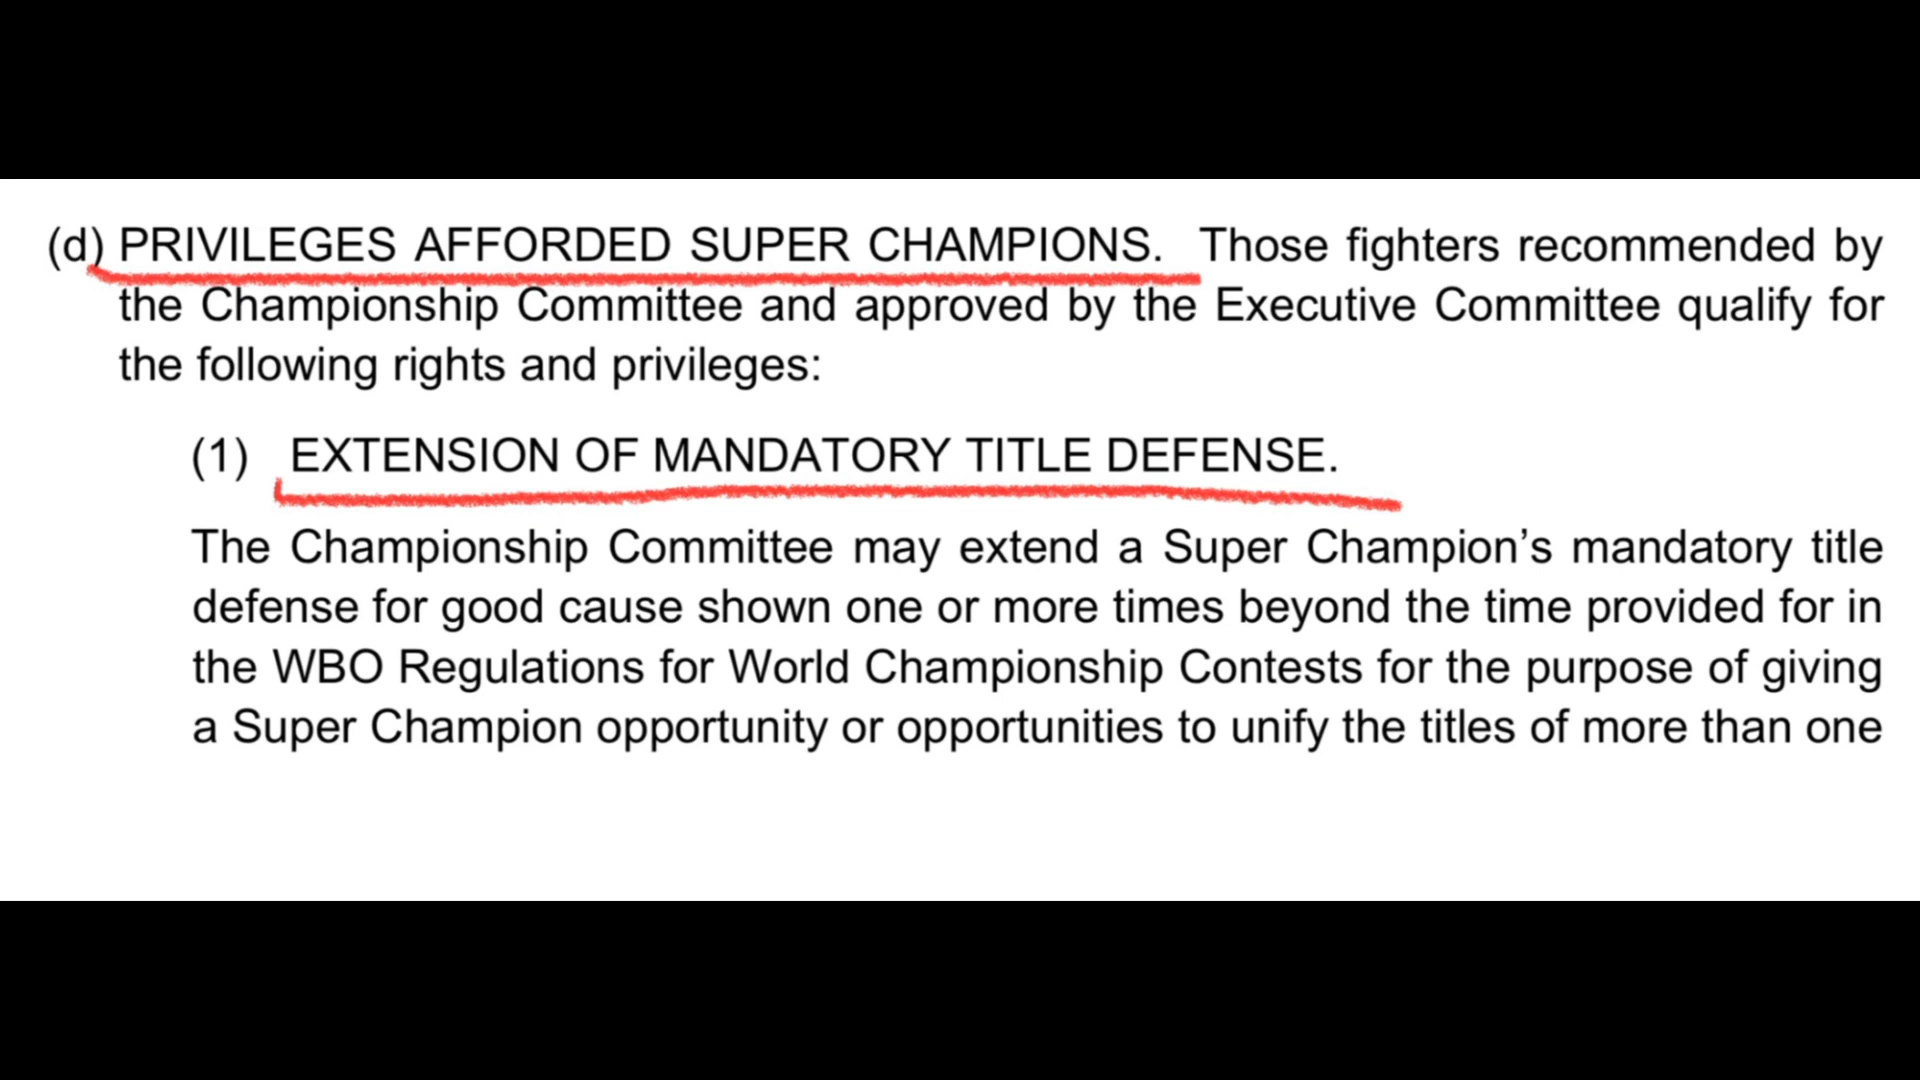 (d) PRIVILEGES AFFORDED SUPER CHAMPIONS. Those fighters recommended by
the Championship Committee and approved by the Executive Committee qualify for
the following rights and privileges:
(1) EXTENSION OF MANDATORY TITLE DEFENSE.
The Championship Committee may extend a Super Champion’s mandatory title
defense for good cause shown one or more times beyond the time provided for in
the WBO Regulations for World Championship Contests for the purpose of giving
a Super Champion opportunity or opportunities to unify the titles of more than one